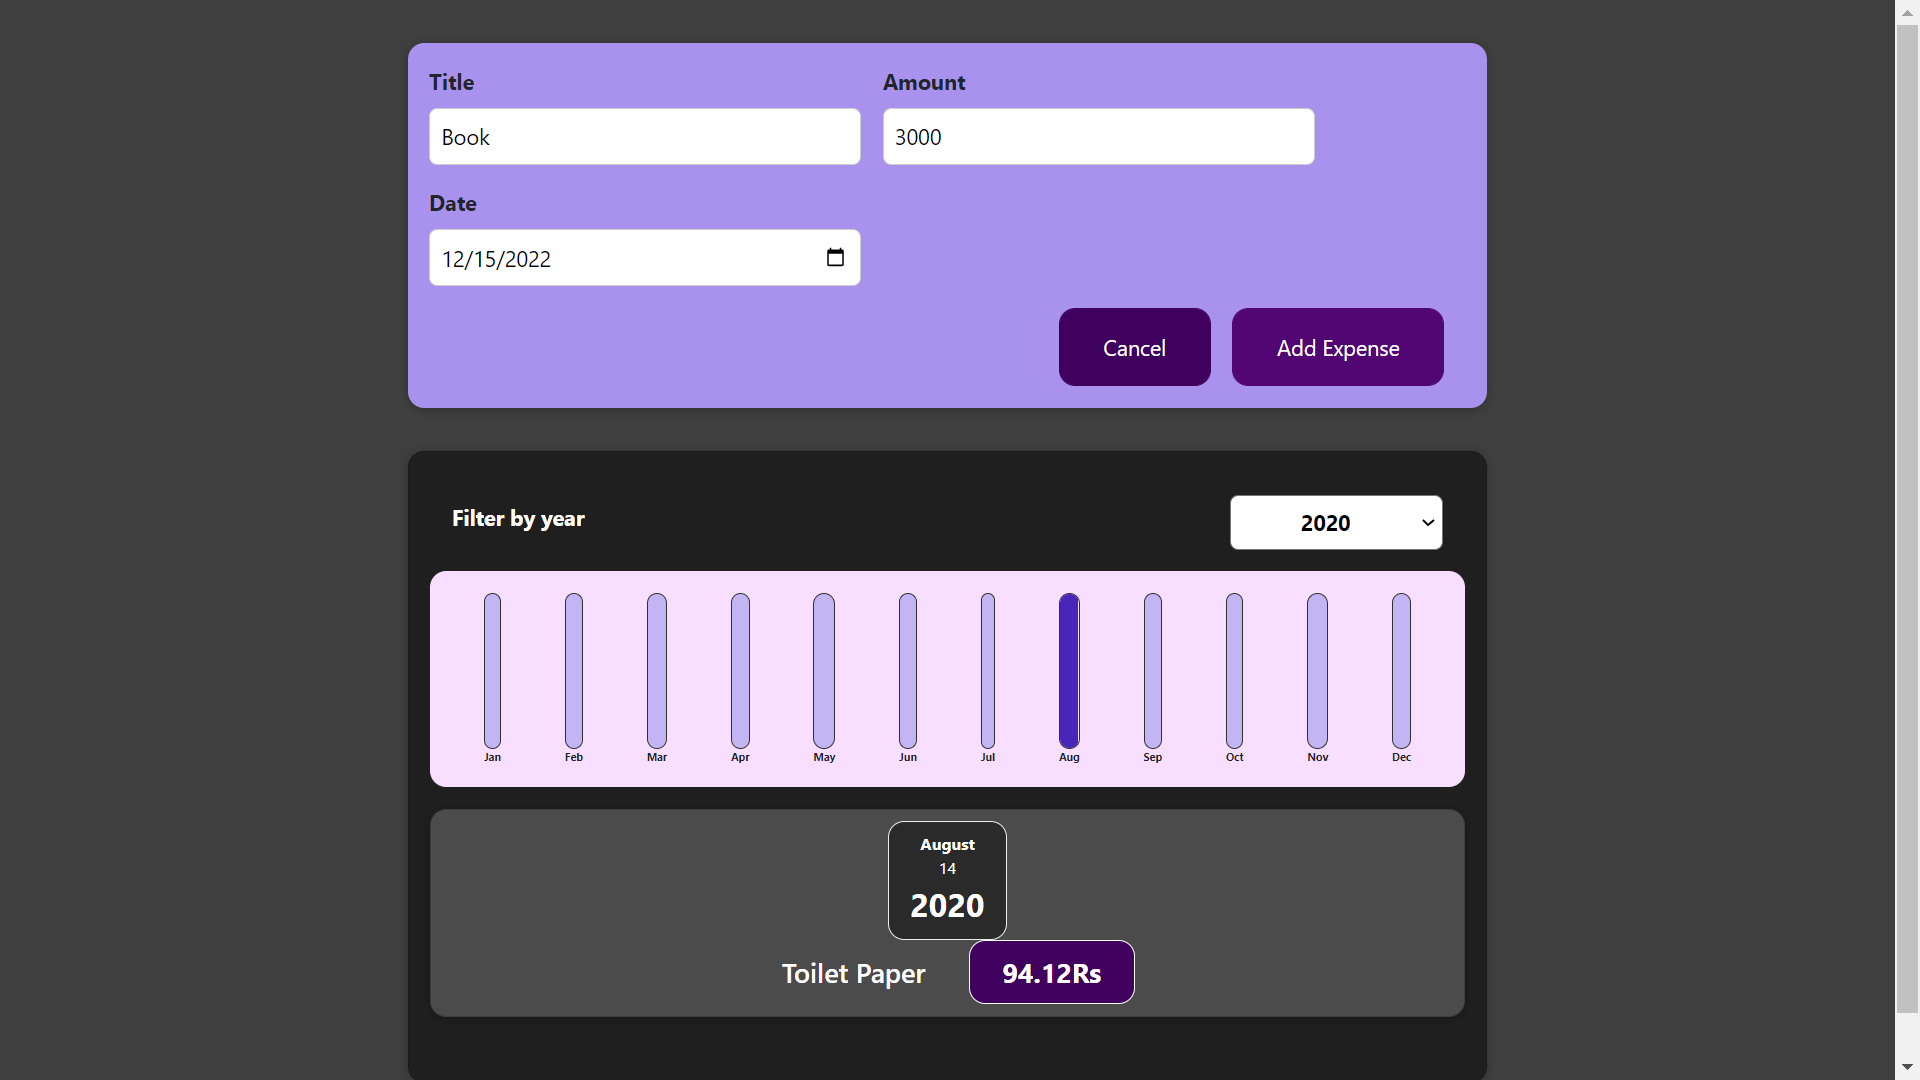 Title Amount
Book 3000
Date
12/15/2022
Cancel Add Expense
Filter by year 2020
Jan Feb Mar Apr May Jun Jul Aug Sep Oct Nov Dec
August
14
2020
Toilet Paper 94.12Rs